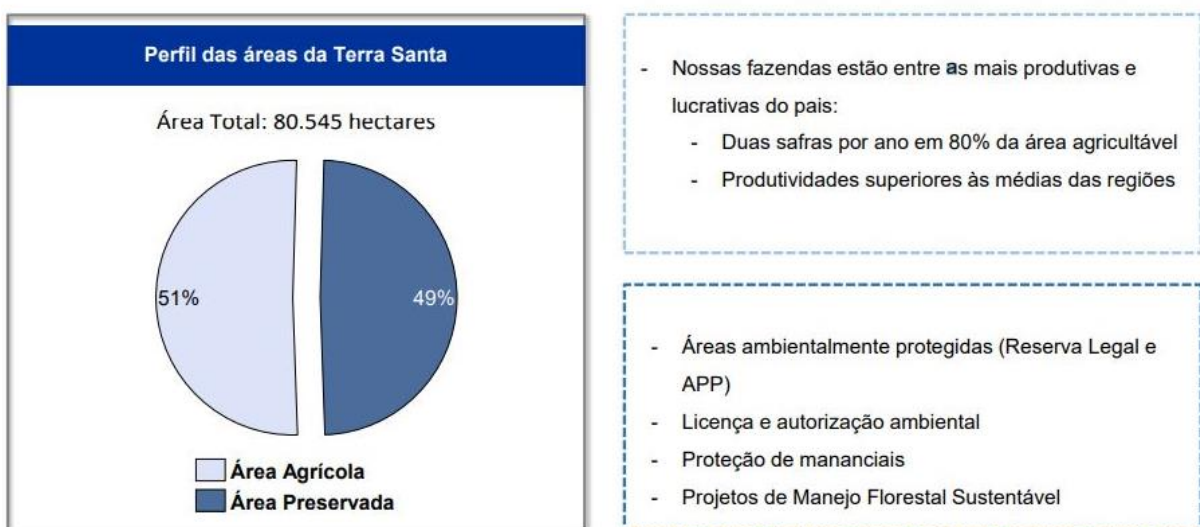 Perfil das áreas da Terra Santa
Área Total: 80.545 hectares
51%
49%
Área Agrícola
Área Preservada
- Nossas fazendas estão entre as mais produtivas e
lucrativas do pais:
- Duas safras por ano em 80% da área agricultável
- Produtividades superiores às médias das regiões
- Áreas ambientalmente protegidas (Reserva Legal e
APP)
- Licença e autorização ambiental
- Proteção de mananciais
- Projetos de Manejo Florestal Sustentável